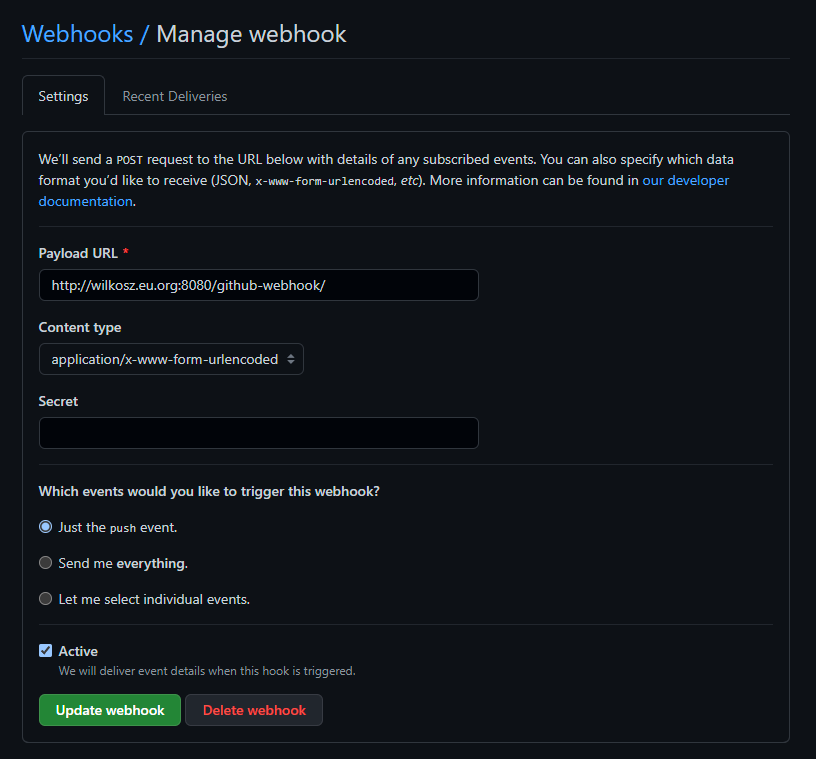 Webhooks / Manage webhook
Settings
Recent Deliveries
We’ll send a POST request to the URL below with details of any subscribed events. You can also specify which data
format you’d like to receive (JSON, x-www-form-urlencoded, etc). More information can be found in our developer
documentation.
Payload URL *
http://wilkosz.eu.org:8080/github-webhook/
Content type
application/x-www-form-urlencoded
Secret
Which events would you like to trigger this webhook?
Just the push event.
Send me everything.
Let me select individual events.
Active
We will deliver event details when this hook is triggered.
Update webhook
Delete webhook